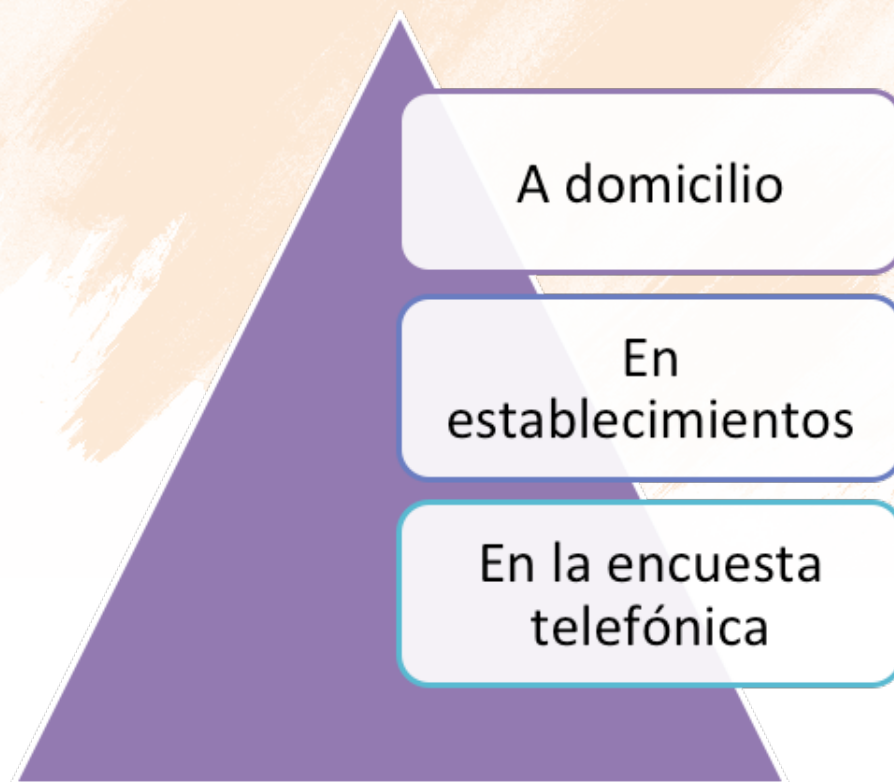 A domicilio
En
establecimientos
En la encuesta
telefónica